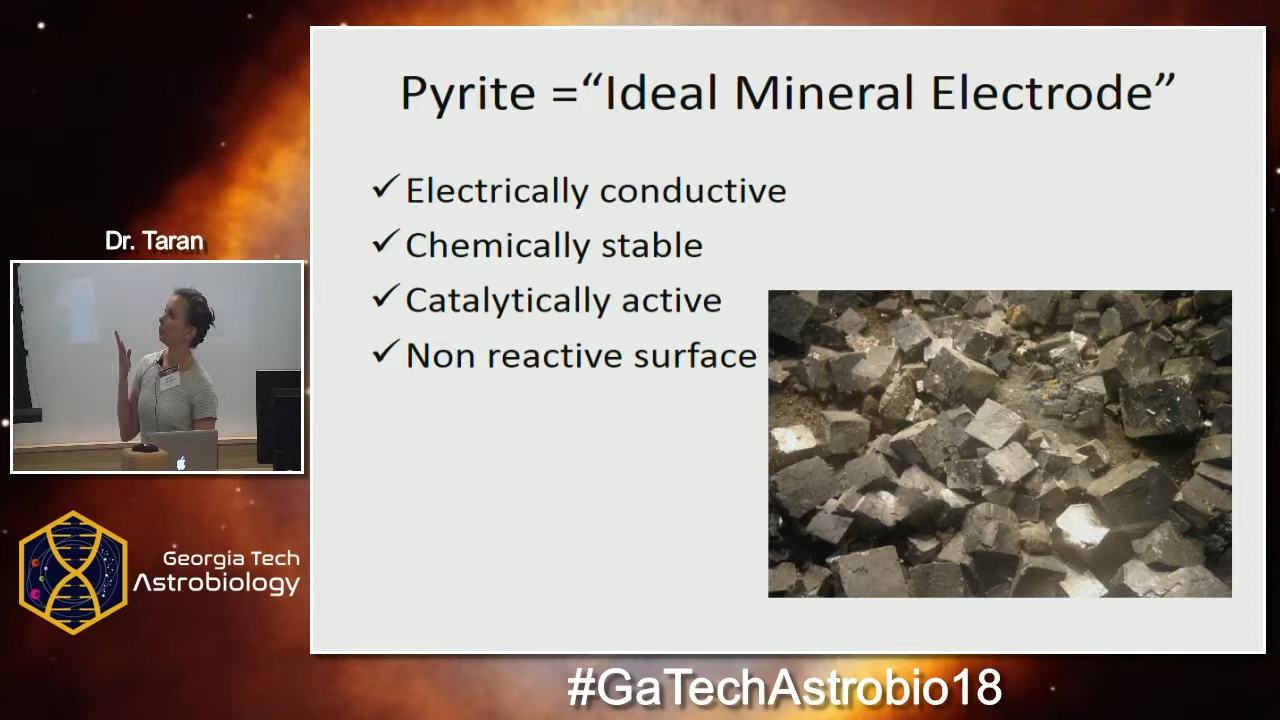 Pyrite =“Ideal Mineral Electrode”
✓Electrically conductive
✓Chemically stable
✓Catalytically active
✓Non reactive surface
Dr. Taran
Georgia Tech
Astrobiology
#GaTechAstrobio18